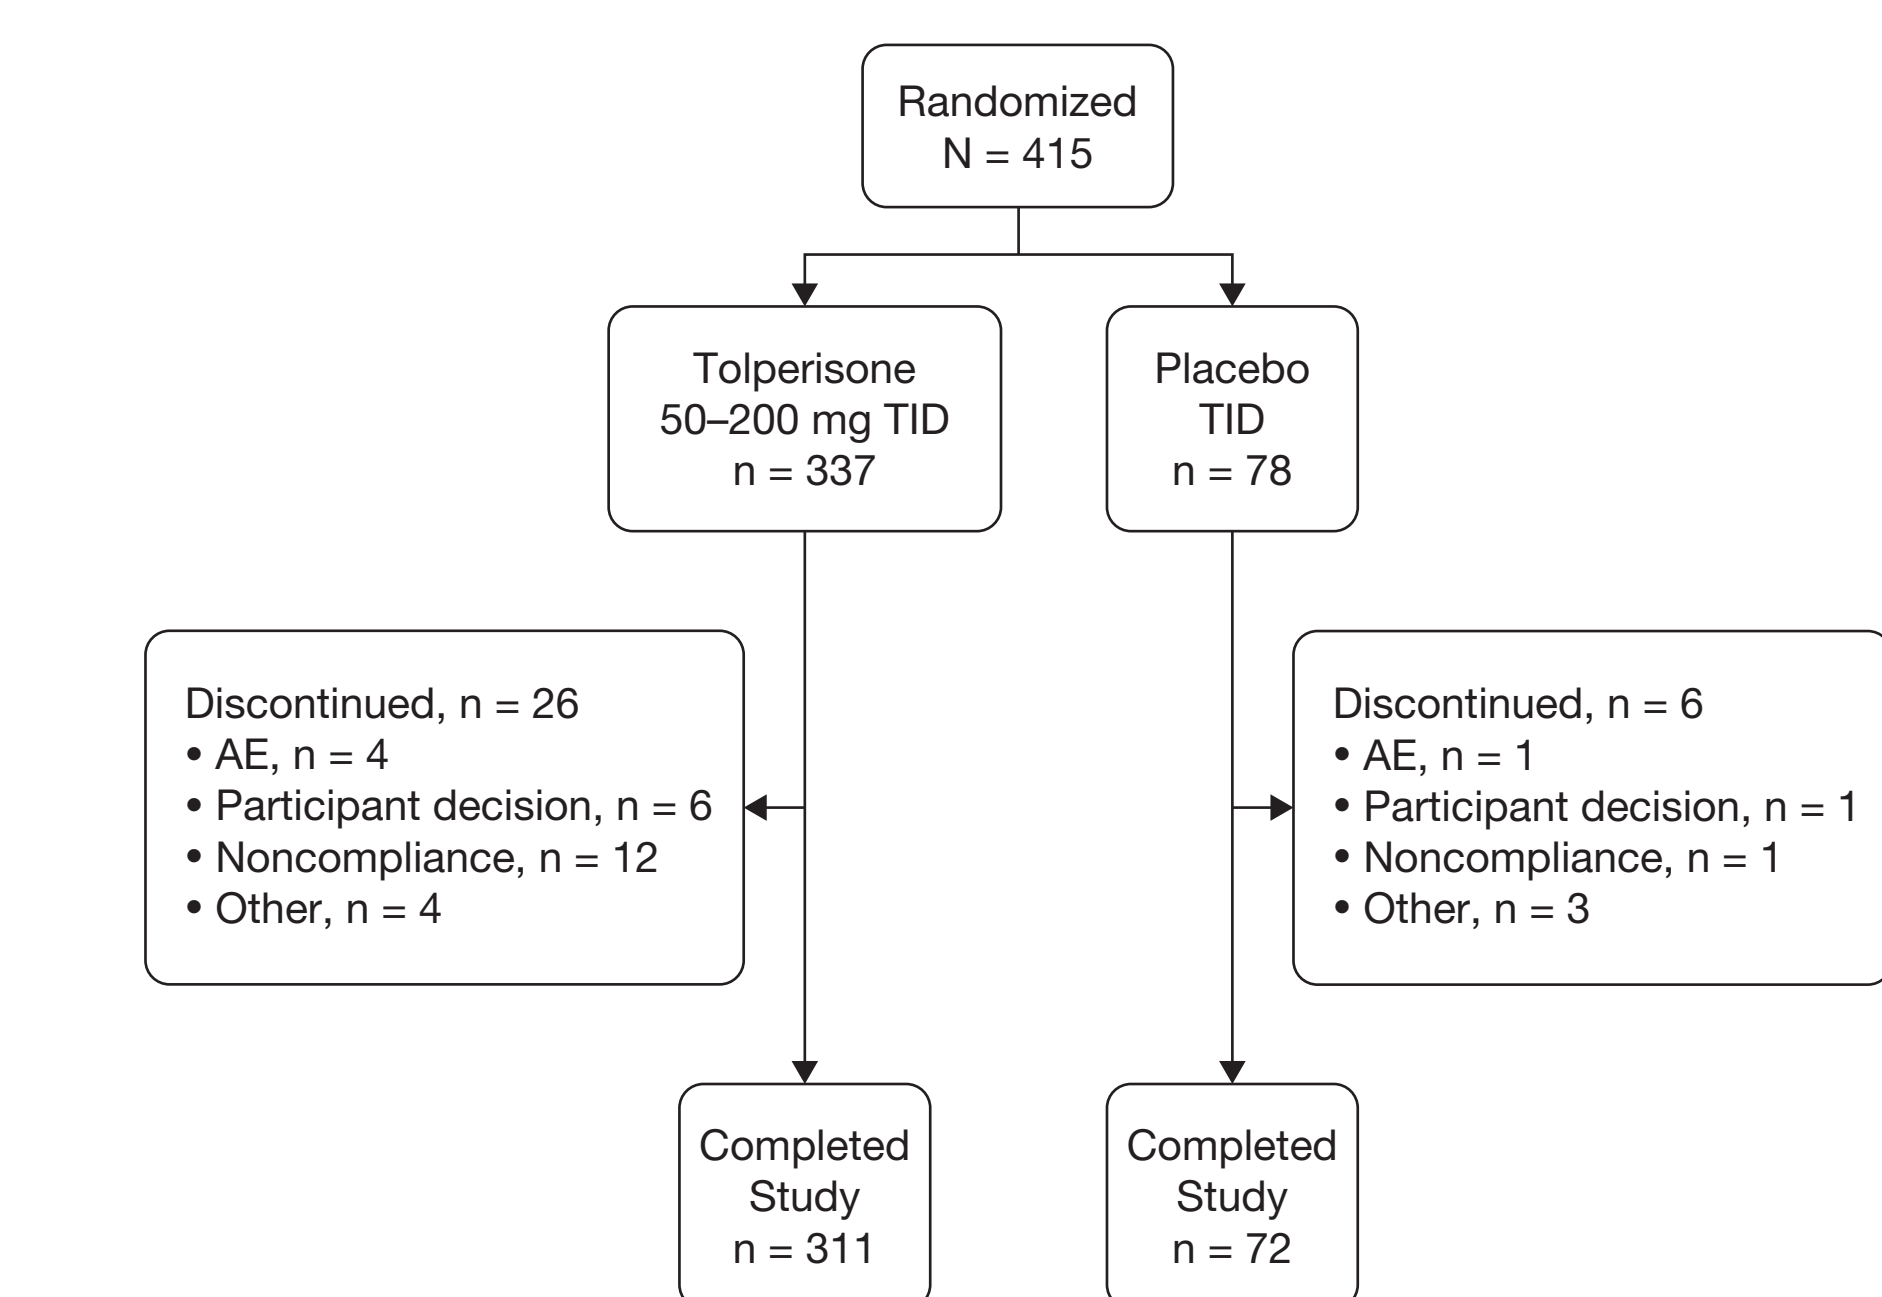 Randomized
N = 415
Tolperisone
50–200 mg TID
n = 337
Placebo
TID
n = 78
Discontinued, n = 26
• AE, n = 4
• Participant decision, n = 6
• Noncompliance, n = 12
• Other, n = 4
Discontinued, n = 6
• AE, n = 1
• Participant decision, n = 1
• Noncompliance, n = 1
• Other, n = 3
Completed
Study
n = 311
Completed
Study
n = 72